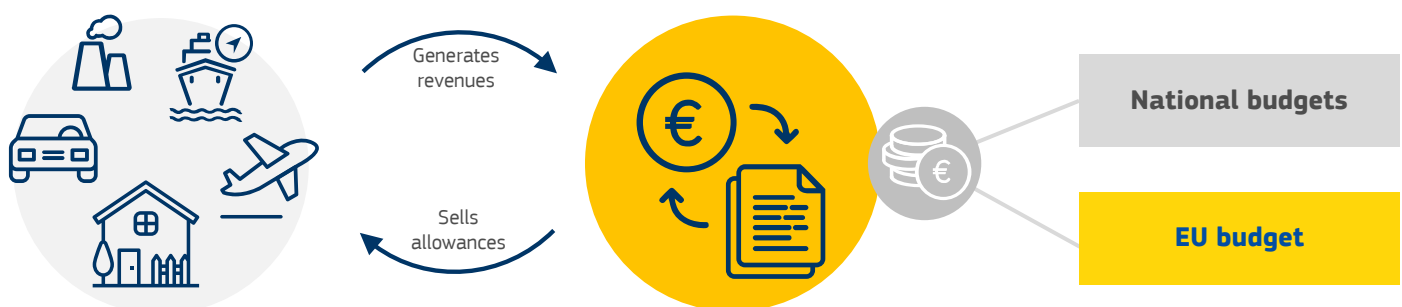 Generates
revenues
Sells
allowances
€
€
National budgets
EU budget